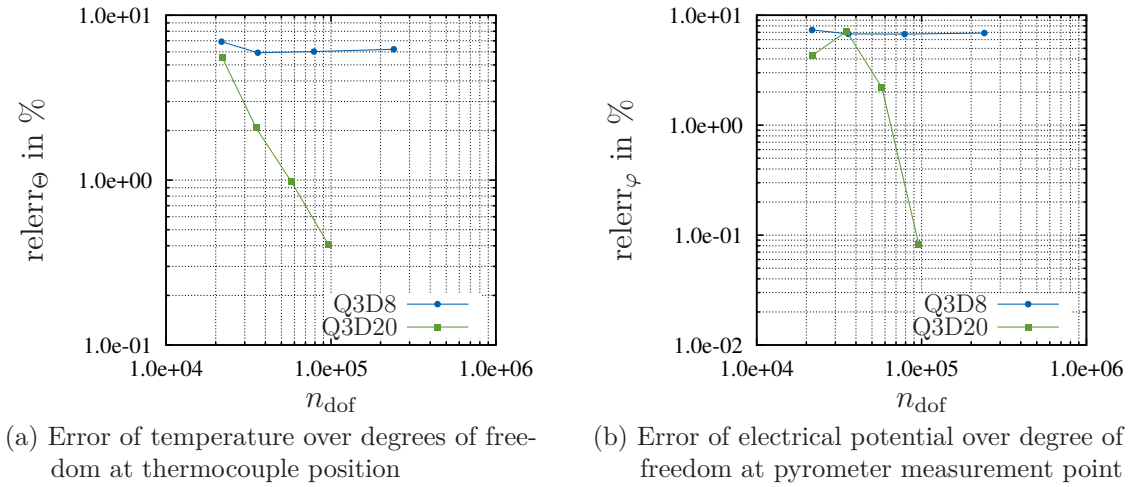 1.0e+01
1.0e+00
1.0e-01
relerr_Θ in %
Q3D8
Q3D20
1.0e+04 1.0e+05 1.0e+06
n_dof
(a) Error of temperature over degrees of free-
dom at thermocouple position
1.0e+01
1.0e+00
1.0e-01
1.0e-02
relerr_φ in %
Q3D8
Q3D20
1.0e+04 1.0e+05 1.0e+06
n_dof
(b) Error of electrical potential over degree of
freedom at pyrometer measurement point